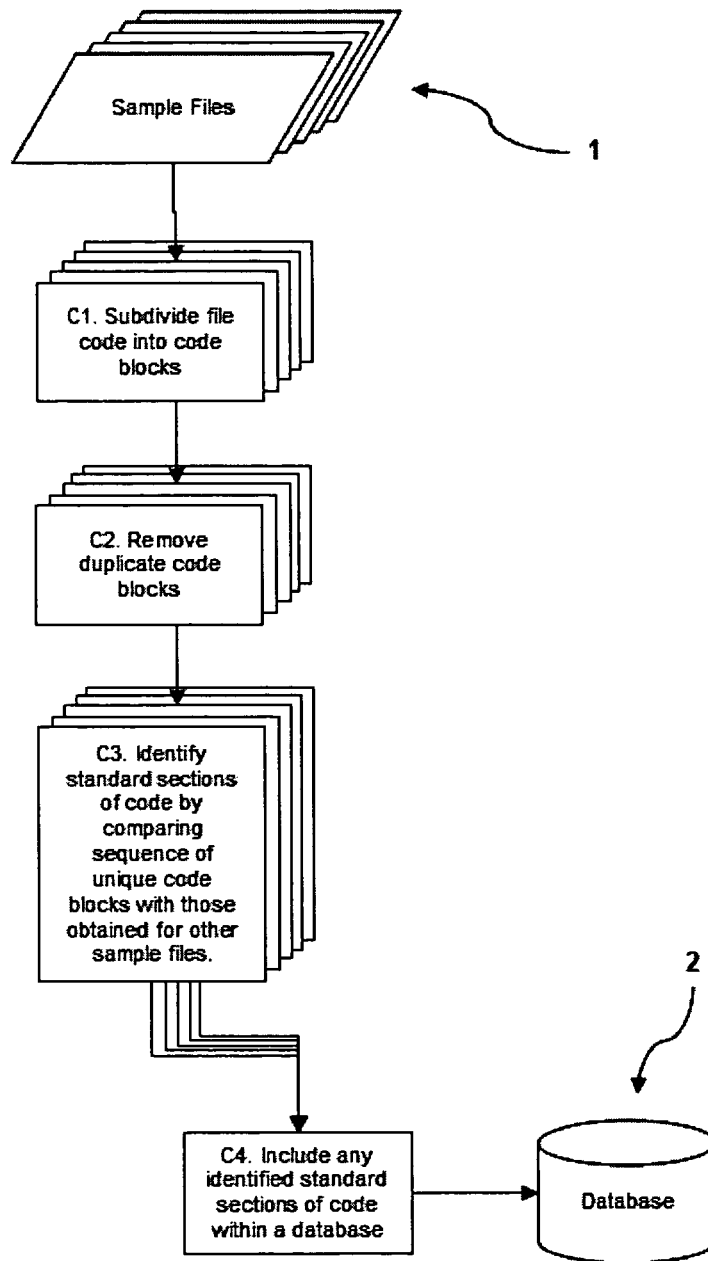 Sample Files
1
C1. Subdivide file
code into code
blocks
C2. Remove
duplicate code
blocks
C3. Identify
standard sections
of code by
comparing
sequence of
unique code
blocks with those
obtained for other
sample files.
2
C4. Include any
identified standard
sections of code
within a database
Database